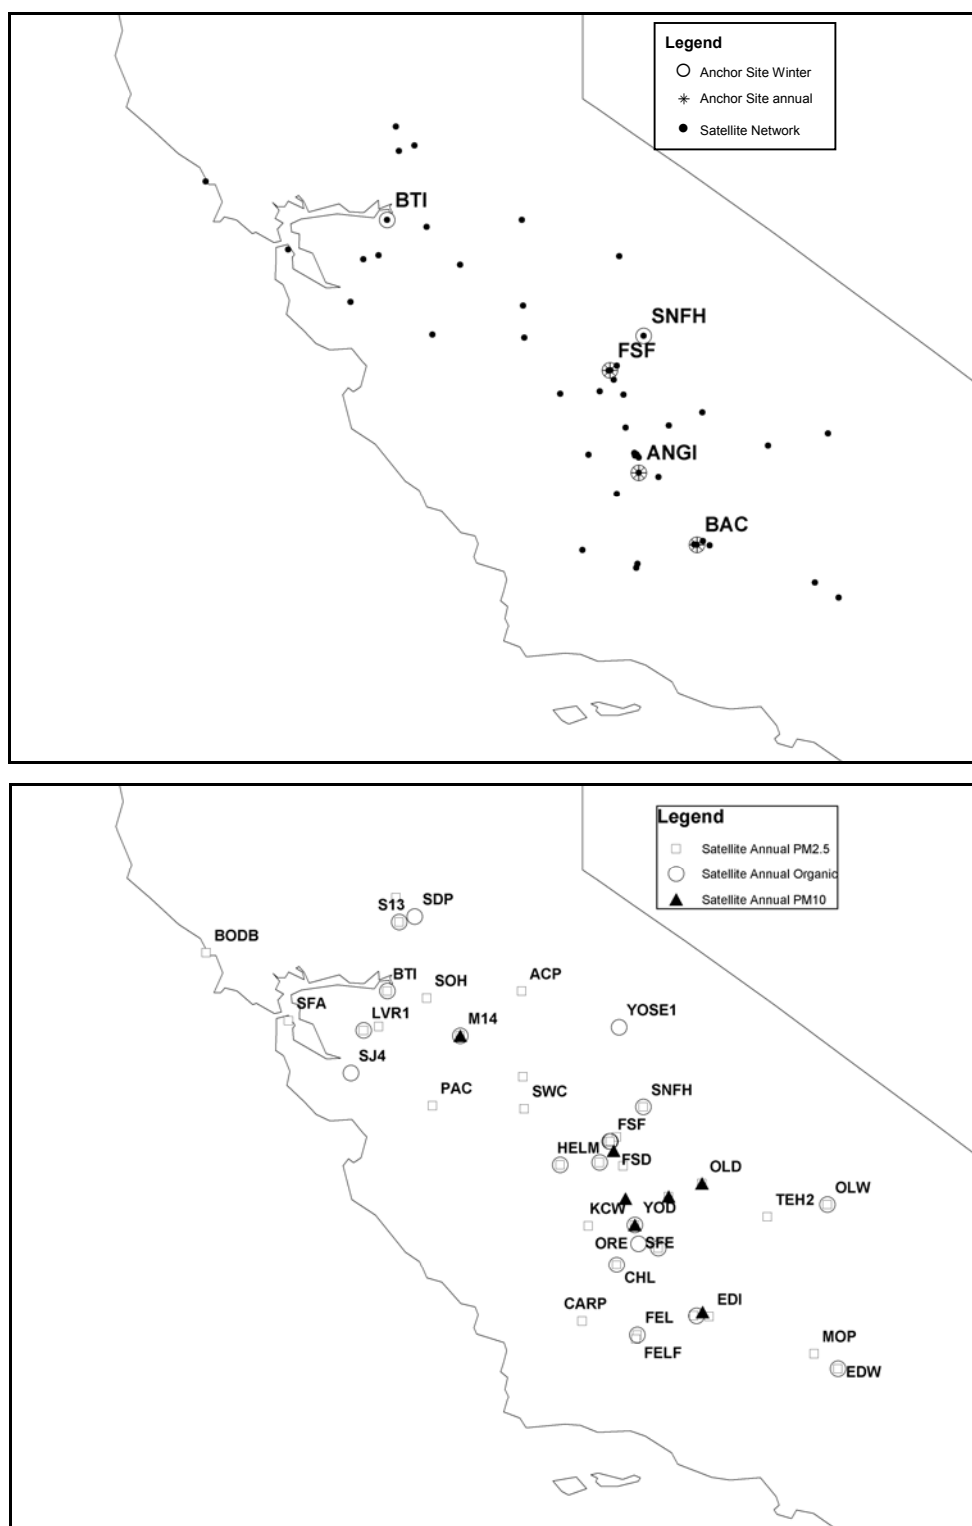 Legend
Anchor Site Winter
Anchor Site annual
Satellite Network
BTI
SNFH
FSF
ANGI
BAC
Legend
Satellite Annual PM2.5
Satellite Annual Organic
Satellite Annual PM10
S13
SDP
BODB
BTI
SOH
ACP
SFA
LVR1
M14
YOSE1
SJ4
PAC
SWC
SNFH
FSF
HELM
FSD
OLD
OLW
TEH2
KCW
YOD
ORE
SFE
CHL
EDI
CARP
FEL
FELF
MOP
EDW